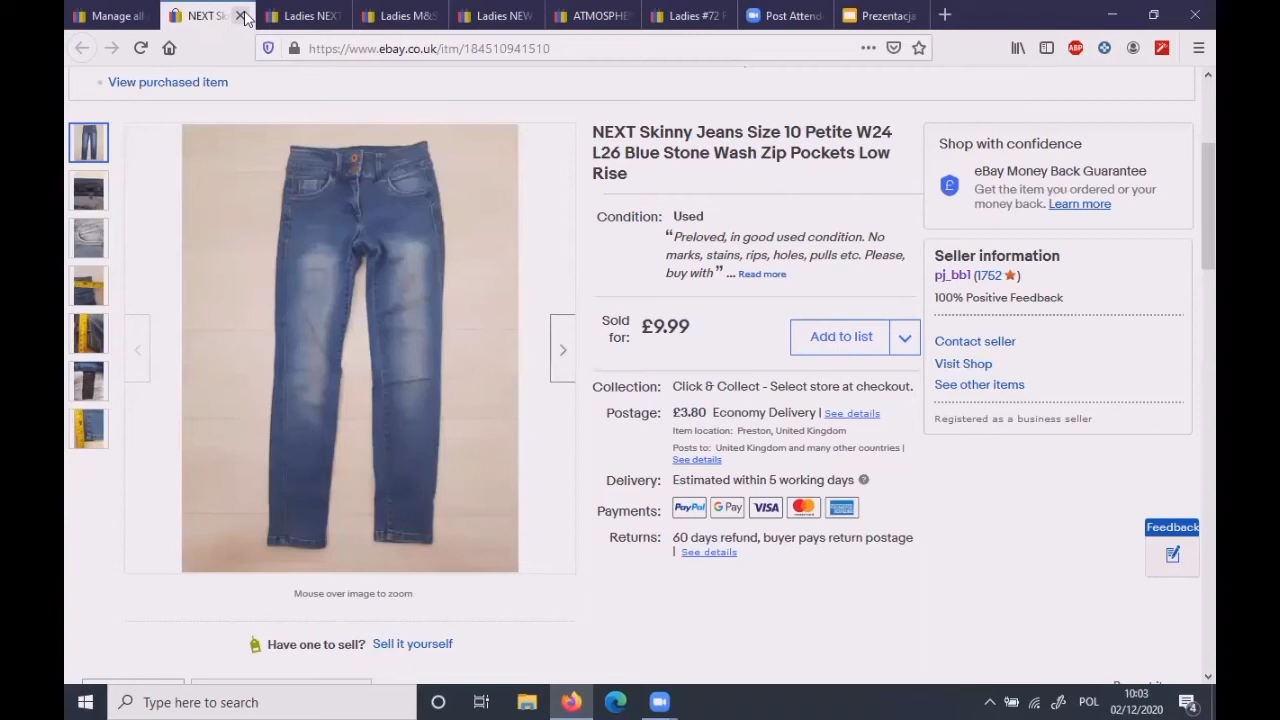 Manage all
NEXT Sk
Ladies NEXT
Ladies M&S
Ladies NEW
ATMOSPHE
Ladies #72 F
Post Attend
Prezentacja
https://www.ebay.co.uk/itm/184510941510
ABP
View purchased item
NEXT Skinny Jeans Size 10 Petite W24
L26 Blue Stone Wash Zip Pockets Low
Rise
Condition: Used
“Preloved, in good used condition. No
marks, stains, rips, holes, pulls etc. Please,
buy with” ... Read more
Sold
for: £9.99
Add to list
Collection: Click & Collect - Select store at checkout.
Postage: £3.80 Economy Delivery | See details
Item location: Preston, United Kingdom
Posts to: United Kingdom and many other countries |
See details
Delivery: Estimated within 5 working days
Payments: PayPal G Pay VISA
Returns: 60 days refund, buyer pays return postage
| See details
Shop with confidence
eBay Money Back Guarantee
Get the item you ordered or your
money back. Learn more
Seller information
pj_bb1 (1752 ★)
100% Positive Feedback
Contact seller
Visit Shop
See other items
Registered as a business seller
Feedback
Mouse over image to zoom
Have one to sell? Sell it yourself
Type here to search
POL
10:03
02/12/2020
4